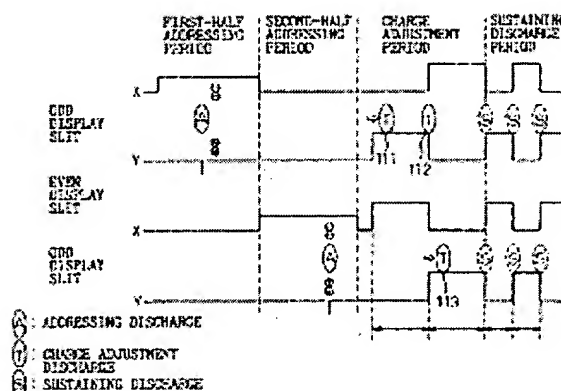 FIRST-HALF ADDRESSING PERIOD
SECOND-HALF ADDRESSING PERIOD
CHARGE ADJUSTMENT PERIOD
SUSTAINING DISCHARGE PERIOD
X
ODD DISPLAY SLIT
T
T
S
S
S
111
112
Y
EVEN DISPLAY SLIT
X
ODD DISPLAY SLIT
A
T
113
Y
A : ADDRESSING DISCHARGE
T : CHARGE ADJUSTMENT DISCHARGE
S : SUSTAINING DISCHARGE